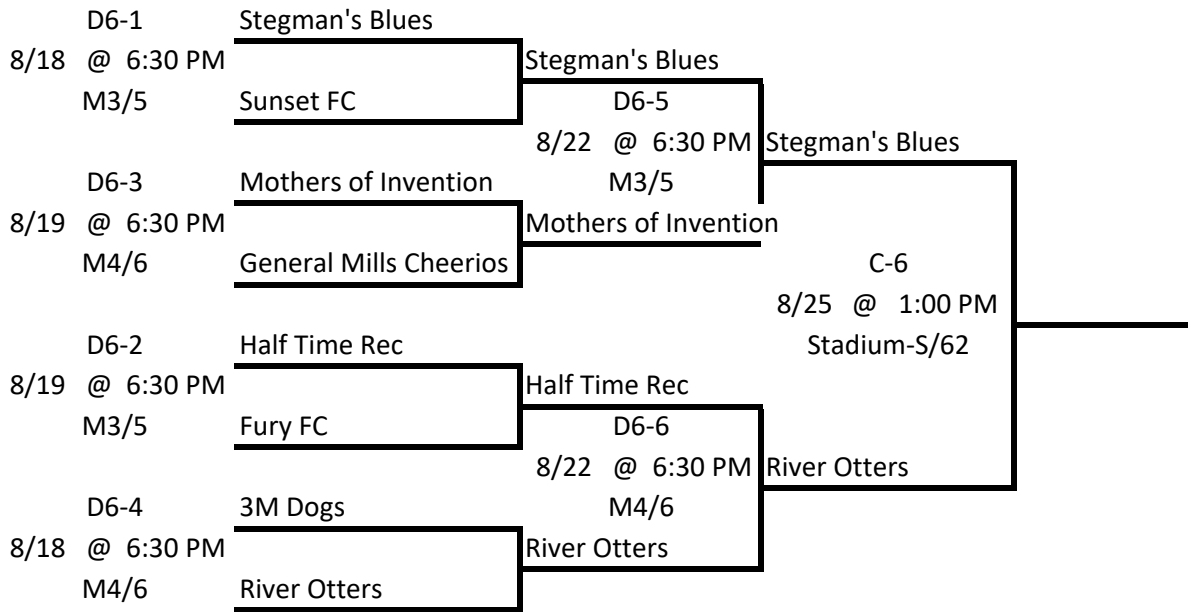 D6-1 Stegman's Blues
8/18 @ 6:30 PM Stegman's Blues
M3/5 Sunset FC D6-5
8/22 @ 6:30 PM Stegman's Blues
D6-3 Mothers of Invention M3/5
8/19 @ 6:30 PM Mothers of Invention
M4/6 General Mills Cheerios C-6
8/25 @ 1:00 PM
D6-2 Half Time Rec Stadium-S/62
8/19 @ 6:30 PM Half Time Rec
M3/5 Fury FC D6-6
8/22 @ 6:30 PM River Otters
D6-4 3M Dogs M4/6
8/18 @ 6:30 PM River Otters
M4/6 River Otters